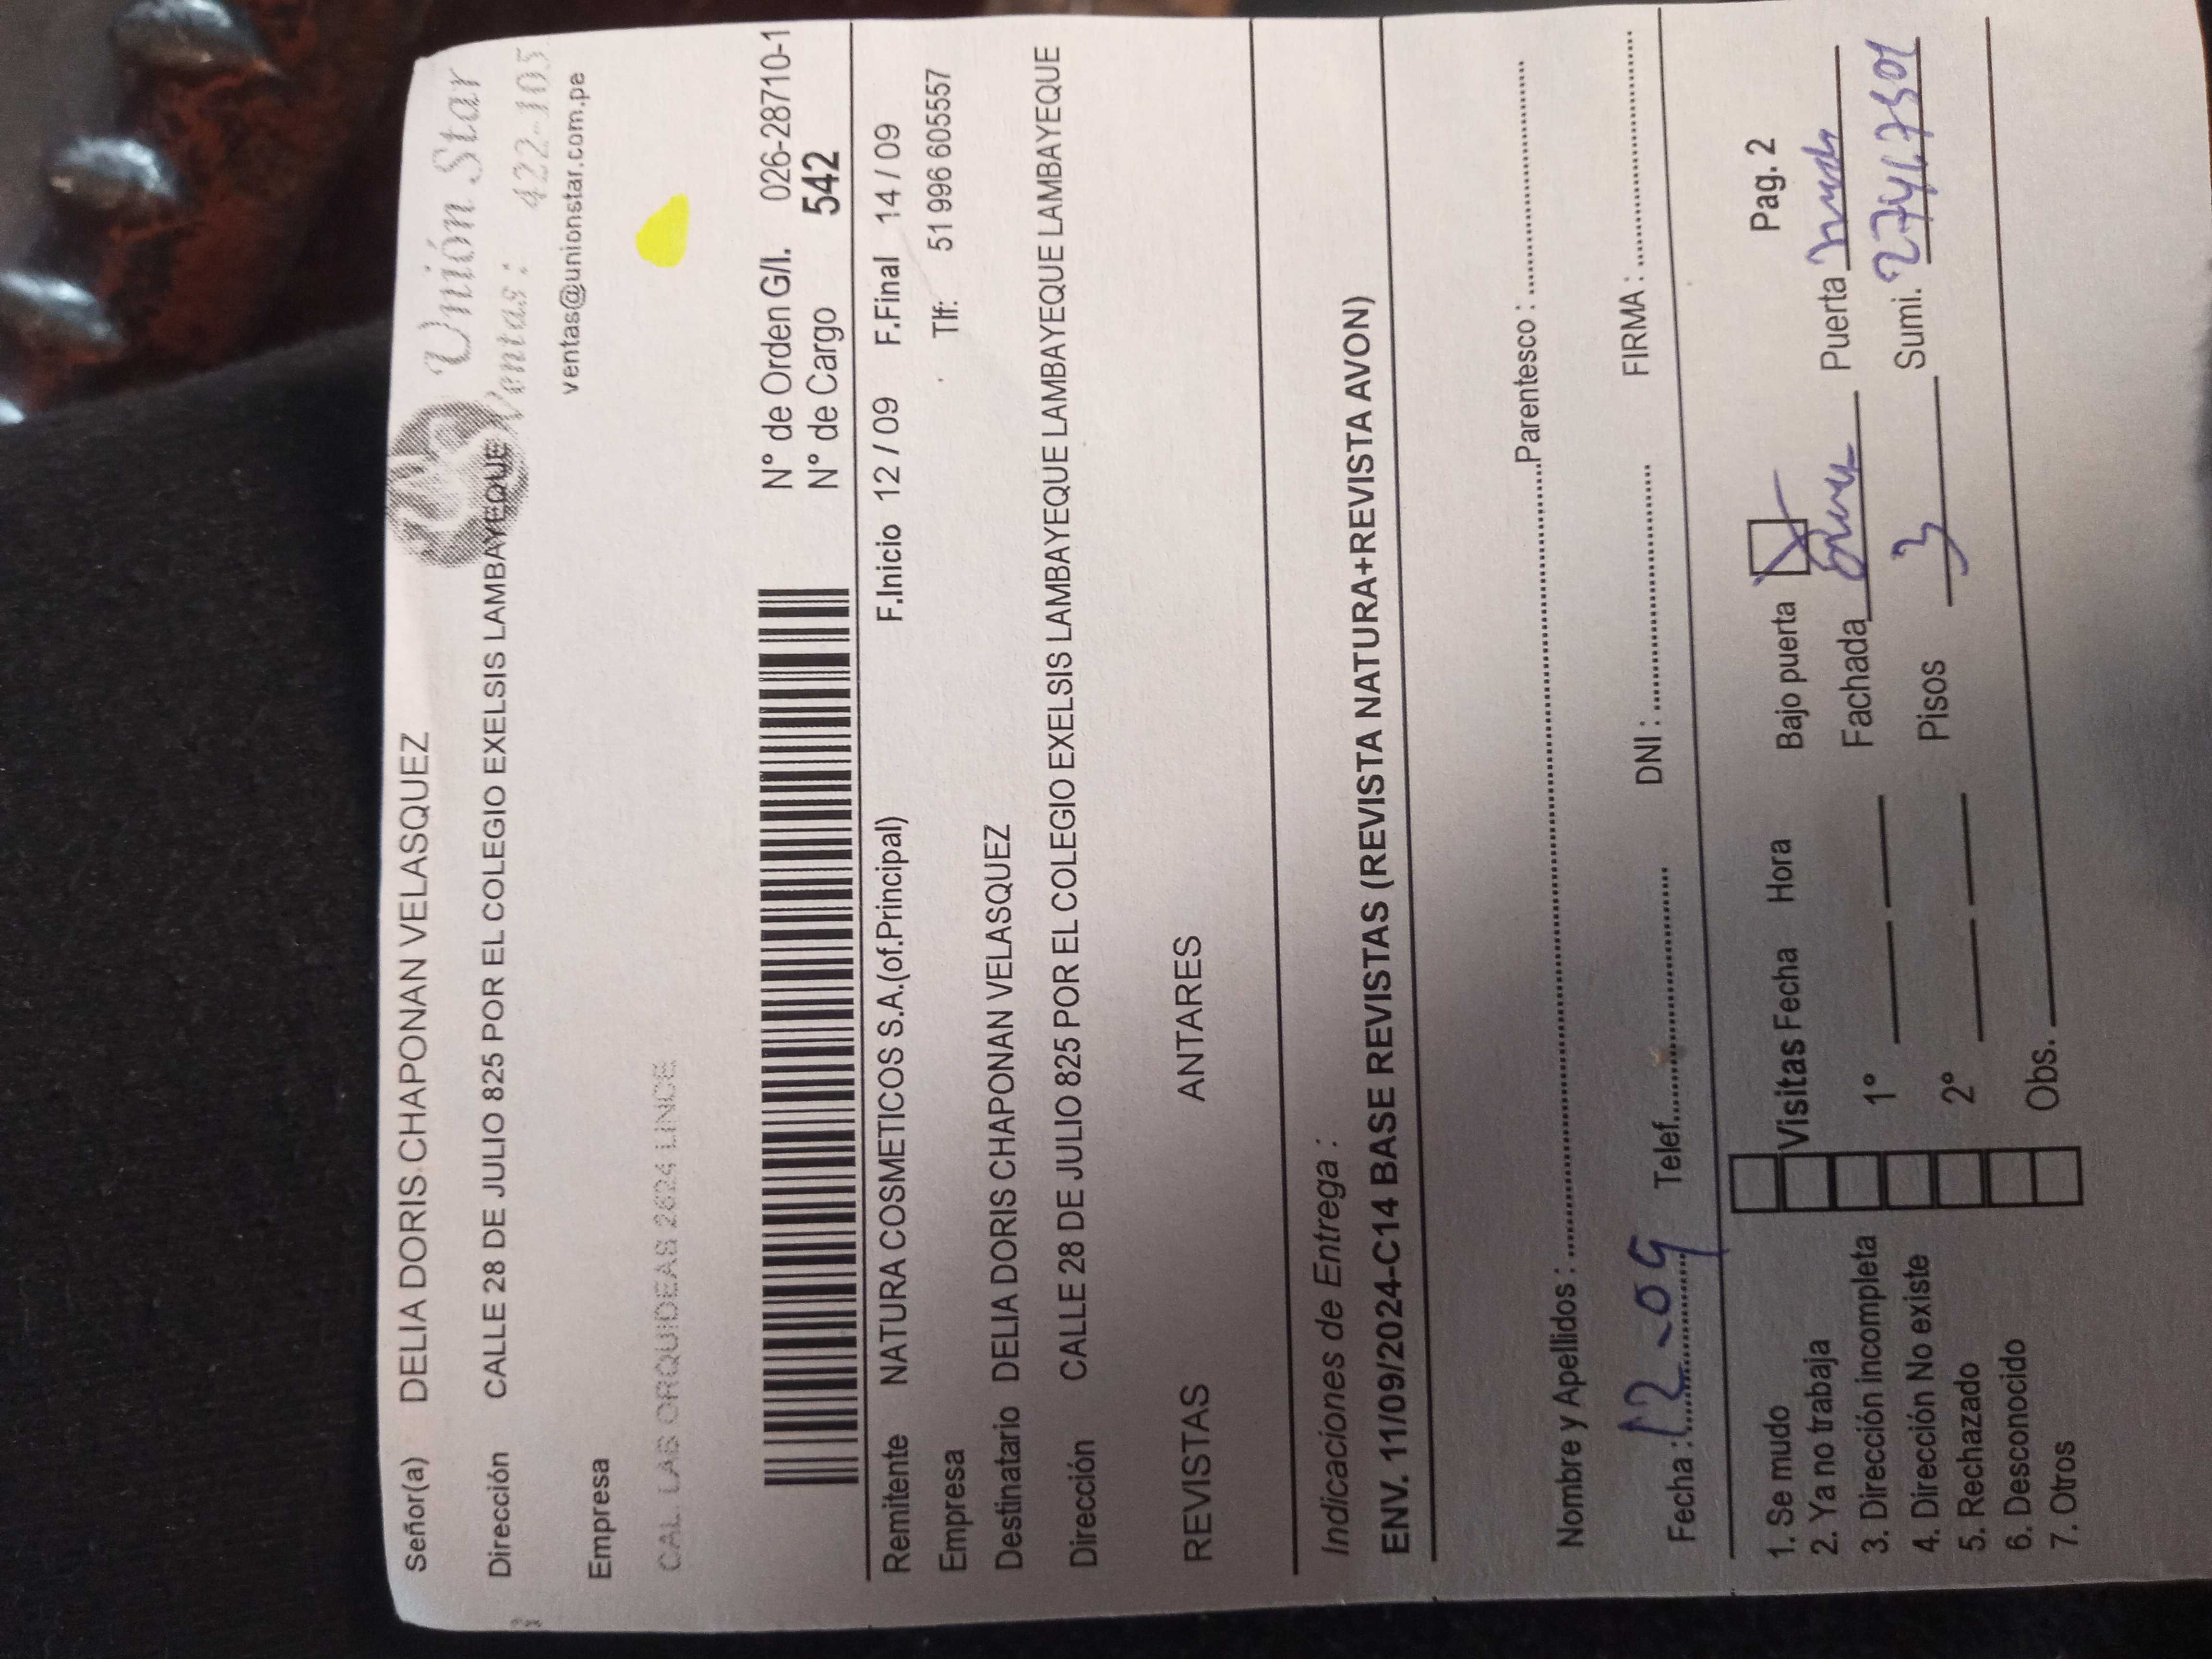 Señor(a) DELIA DORIS CHAPONAN VELASQUEZ
Unión Star
Dirección CALLE 28 DE JULIO 825 POR EL COLEGIO EXELSIS LAMBAYEQUE
Ventas: 422-105
ventas@unionstar.com.pe
Empresa
CAL LAS ORQUIDEAS 2624 LINCE
N° de Orden G/I. 026-28710-1
N° de Cargo 542
Remitente NATURA COSMETICOS S.A.(of.Principal) F.Inicio 12 / 09 F.Final 14 / 09
Empresa Tlf: 51 996 605557
Destinatario DELIA DORIS CHAPONAN VELASQUEZ
Dirección CALLE 28 DE JULIO 825 POR EL COLEGIO EXELSIS LAMBAYEQUE LAMBAYEQUE LAMBAYEQUE
REVISTAS ANTARES
Indicaciones de Entrega :
ENV. 11/09/2024-C14 BASE REVISTAS (REVISTA NATURA+REVISTA AVON)
Nombre y Apellidos : Parentesco :
Fecha : 12-09 Telef. DNI : FIRMA :
1. Se mudo
2. Ya no trabaja
3. Dirección incompleta
4. Dirección No existe
5. Rechazado
6. Desconocido
7. Otros
Visitas Fecha Hora
1°
2°
Obs.
Bajo puerta Pag. 2
Fachada Puerta
Pisos 3 Sumi.